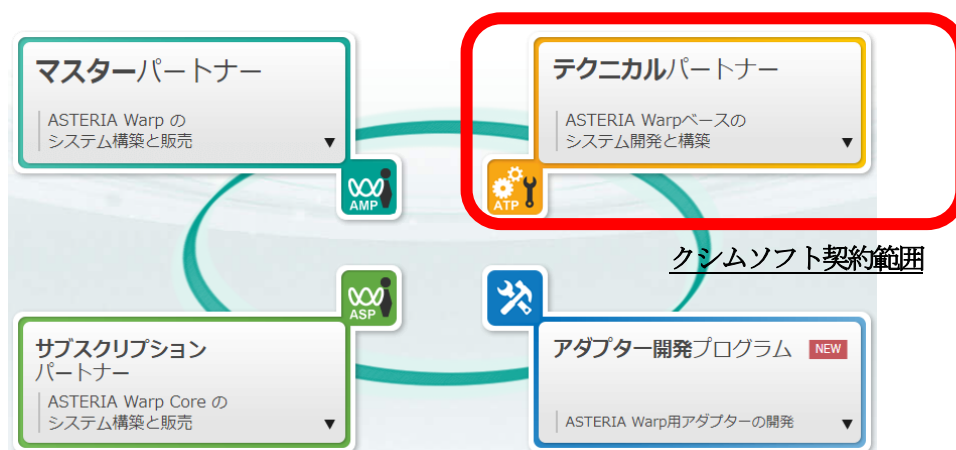 マスターパートナー
ASTERIA Warp の
システム構築と販売
▼
AMP
テクニカルパートナー
ASTERIA Warpベースの
システム開発と構築
▼
ATP
クシムソフト契約範囲
ASP
サブスクリプション
パートナー
ASTERIA Warp Core の
システム構築と販売
▼
アダプター開発プログラム NEW
ASTERIA Warp用アダプターの開発
▼